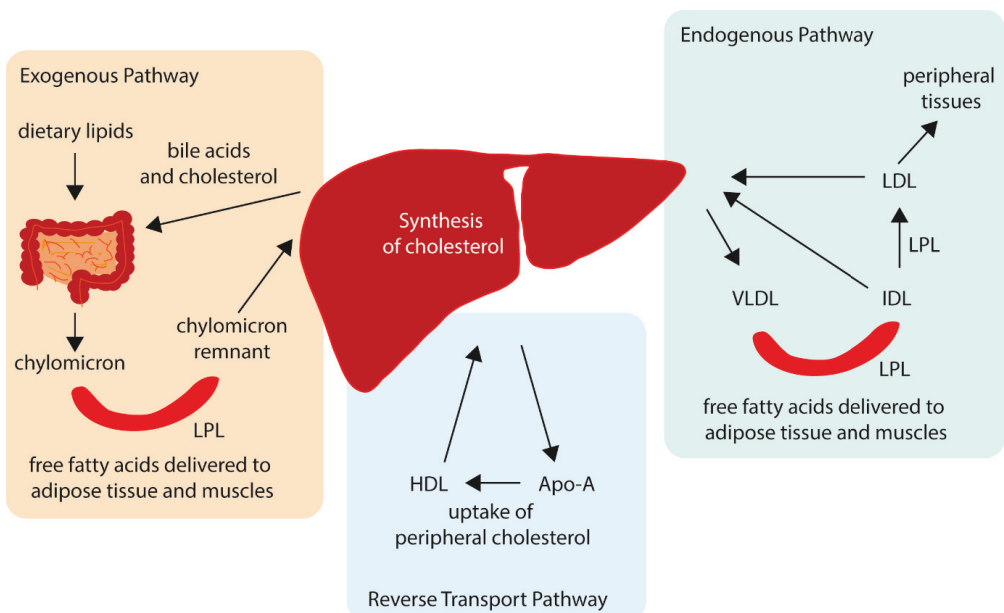 Exogenous Pathway
dietary lipids
bile acids
and cholesterol
chylomicron
chylomicron
remnant
LPL
free fatty acids delivered to
adipose tissue and muscles
Synthesis
of cholesterol
HDL
Apo-A
uptake of
peripheral cholesterol
Reverse Transport Pathway
Endogenous Pathway
peripheral
tissues
LDL
LPL
VLDL
IDL
LPL
free fatty acids delivered to
adipose tissue and muscles